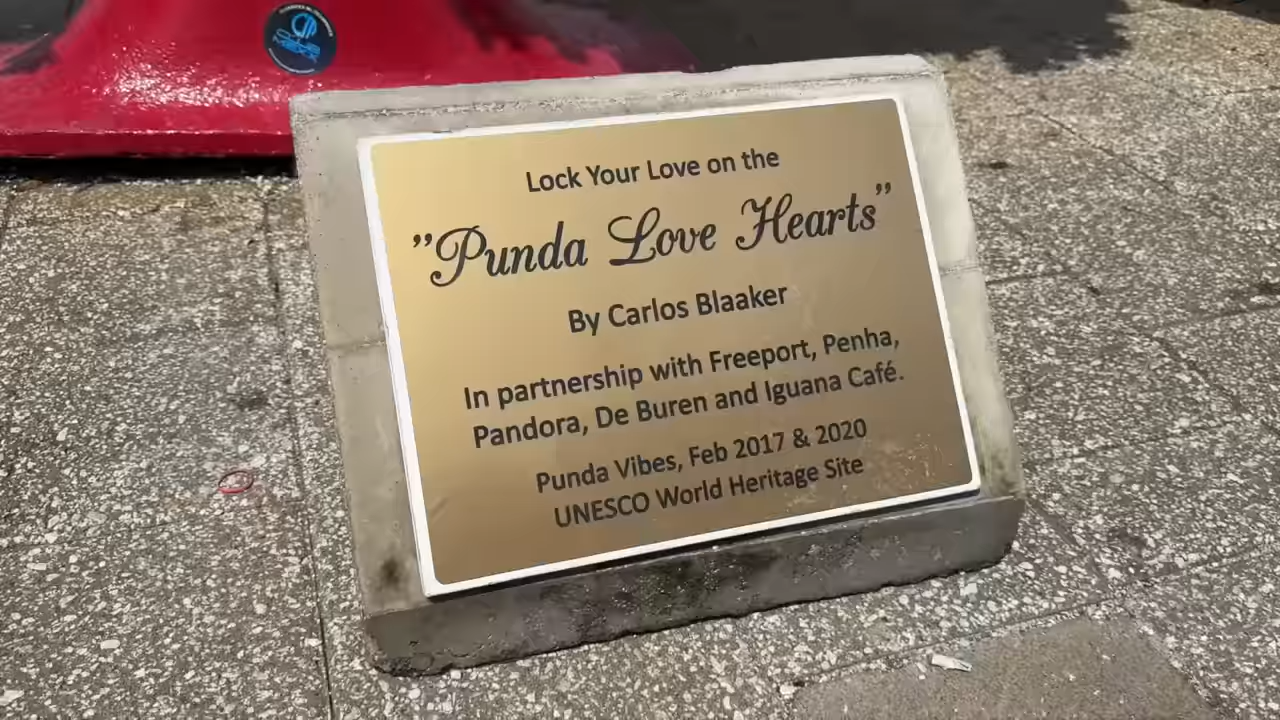 Lock Your Love on the
"Punda Love Hearts"
By Carlos Blaaker
In partnership with Freeport, Penha,
Pandora, De Buren and Iguana Café.
Punda Vibes, Feb 2017 & 2020
UNESCO World Heritage Site